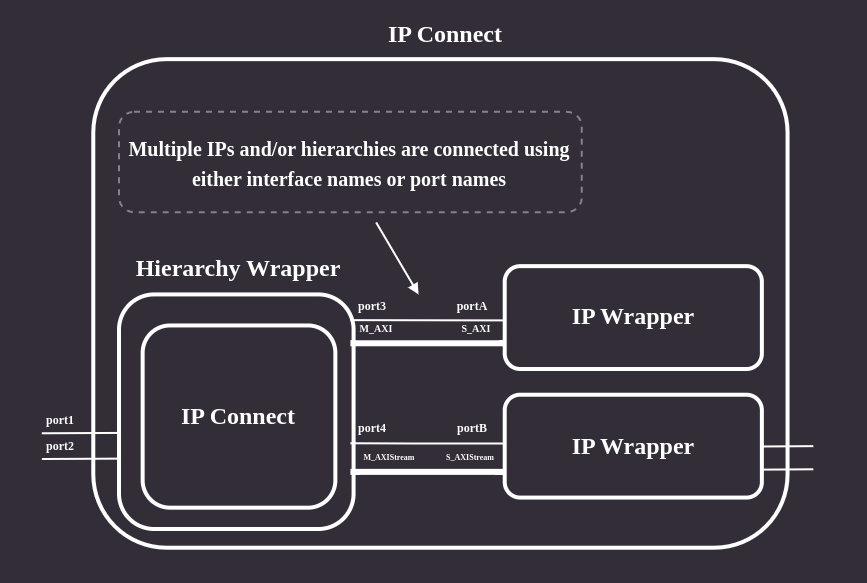 IP Connect
Multiple IPs and/or hierarchies are connected using
either interface names or port names
Hierarchy Wrapper
port3 portA
M_AXI S_AXI
IP Wrapper
IP Connect
port1
port2
port4 portB
M_AXIStream S_AXIStream
IP Wrapper